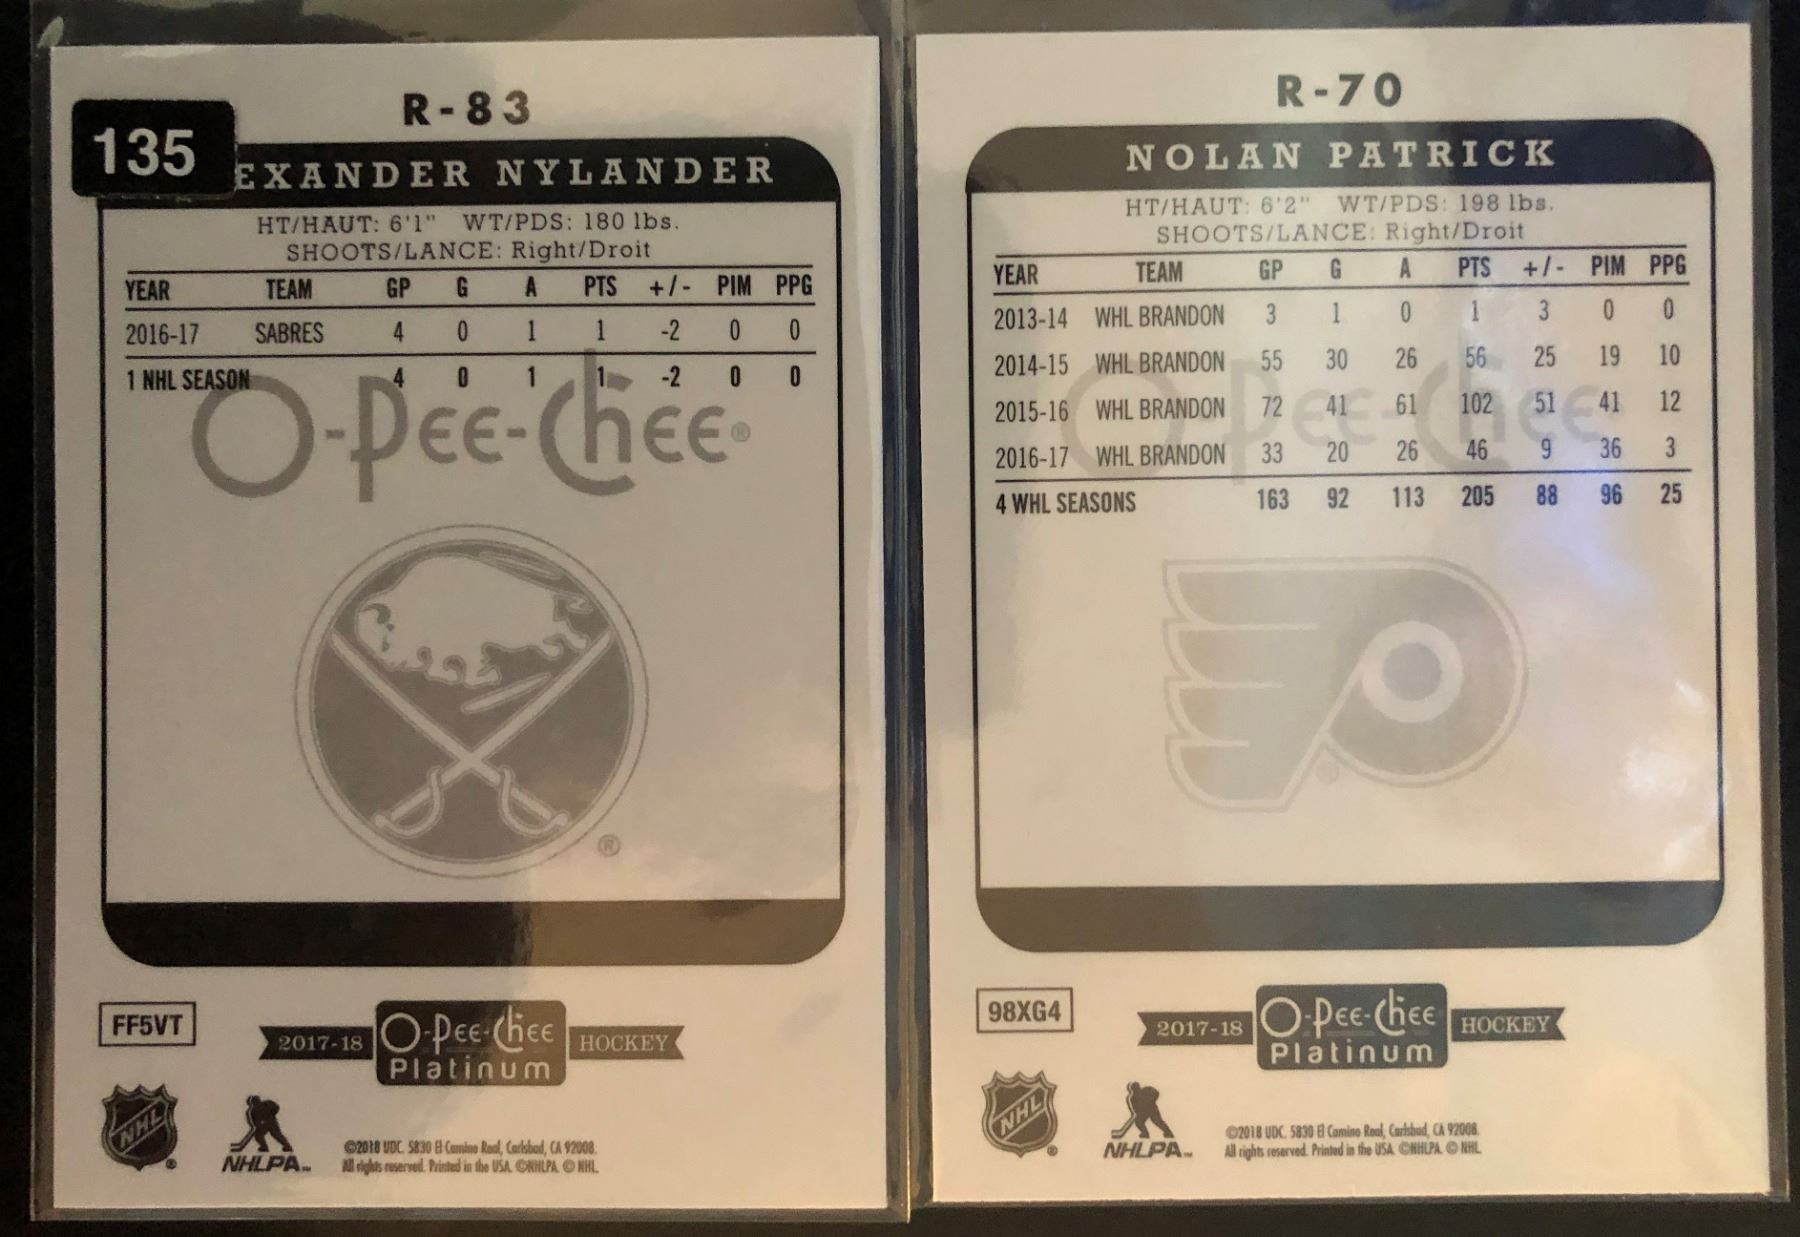 135
R-83
EXANDER NYLANDER
HT/HAUT: 6'1" WT/PDS: 180 lbs.
SHOOTS/LANCE: Right/Droit
YEAR TEAM GP G A PTS +/- PIM PPG
2016-17 SABRES 4 0 1 1 -2 0 0
1 NHL SEASON 4 0 1 1 -2 0 0
O-Pee-Chee®
®
FF5VT
2017-18 O-Pee-Chee HOCKEY
Platinum
NHL ®
NHLPA™
©2018 UDC. 5830 El Camino Real, Carlsbad, CA 92008.
All rights reserved. Printed in the USA. ©NHLPA. © NHL.
R-70
NOLAN PATRICK
HT/HAUT: 6'2" WT/PDS: 198 lbs.
SHOOTS/LANCE: Right/Droit
YEAR TEAM GP G A PTS +/- PIM PPG
2013-14 WHL BRANDON 3 1 0 1 3 0 0
2014-15 WHL BRANDON 55 30 26 56 25 19 10
2015-16 WHL BRANDON 72 41 61 102 51 41 12
O-Pee-Chee
2016-17 WHL BRANDON 33 20 26 46 9 36 3
4 WHL SEASONS 163 92 113 205 88 96 25
®
98XG4
2017-18 O-Pee-Chee HOCKEY
Platinum
NHL ®
NHLPA™
©2018 UDC. 5830 El Camino Real, Carlsbad, CA 92008.
All rights reserved. Printed in the USA. ©NHLPA. © NHL.